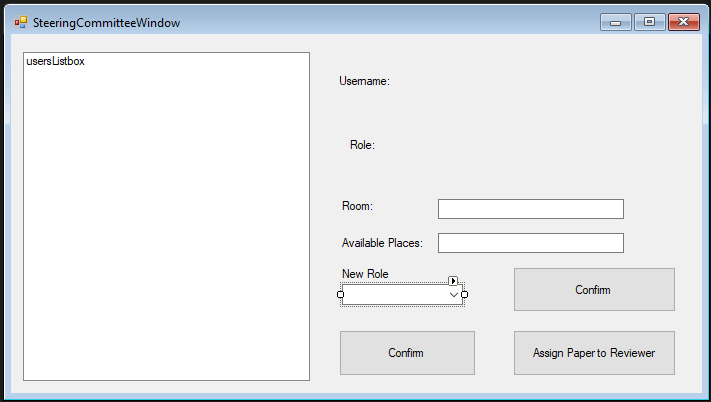 SteeringCommitteeWindow
usersListbox
Username:
Role:
Room:
Available Places:
New Role
Confirm
Confirm
Assign Paper to Reviewer